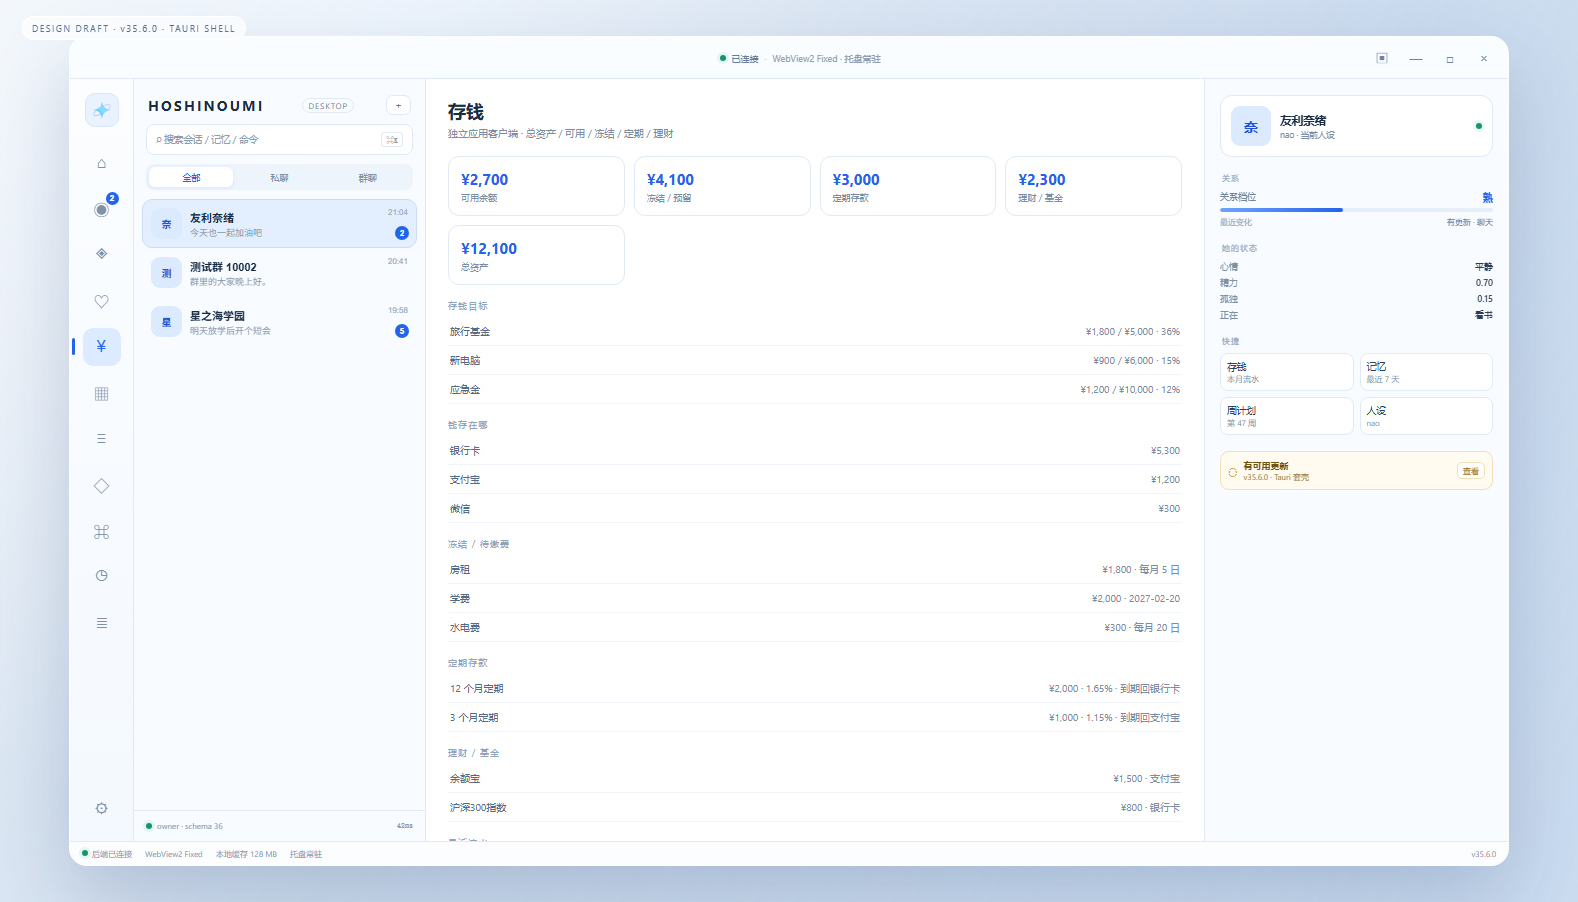 DESIGN DRAFT · v35.6.0 · TAURI SHELL
已连接 · WebView2 Fixed · 托盘常驻
HOSHINOUMI
DESKTOP
+
搜索会话 / 记忆 / 命令
⌘K
全部
私聊
群聊
奈
友利奈绪
21:04
今天也一起加油吧
2
测
测试群 10002
20:41
群里的大家晚上好。
星
星之海学园
19:58
明天放学后开个短会
5
2
¥
owner · schema 36
42ms
存钱
独立应用客户端 · 总资产 / 可用 / 冻结 / 定期 / 理财
¥2,700
可用余额
¥4,100
冻结 / 预留
¥3,000
定期存款
¥2,300
理财 / 基金
¥12,100
总资产
存钱目标
旅行基金
¥1,800 / ¥5,000 · 36%
新电脑
¥900 / ¥6,000 · 15%
应急金
¥1,200 / ¥10,000 · 12%
钱存在哪
银行卡
¥5,300
支付宝
¥1,200
微信
¥300
冻结 / 待缴费
房租
¥1,800 · 每月 5 日
学费
¥2,000 · 2027-02-20
水电费
¥300 · 每月 20 日
定期存款
12 个月定期
¥2,000 · 1.65% · 到期回银行卡
3 个月定期
¥1,000 · 1.15% · 到期回支付宝
理财 / 基金
余额宝
¥1,500 · 支付宝
沪深300指数
¥800 · 银行卡
奈
友利奈绪
nao · 当前人设
关系
关系档位
熟
最近变化
有更新 · 聊天
她的状态
心情
平静
精力
0.70
孤独
0.15
正在
看书
快捷
存钱
本月流水
记忆
最近 7 天
周计划
第 47 周
人设
nao
有可用更新
v35.6.0 · Tauri 套壳
查看
后端已连接
WebView2 Fixed
本地缓存 128 MB
托盘常驻
v35.6.0